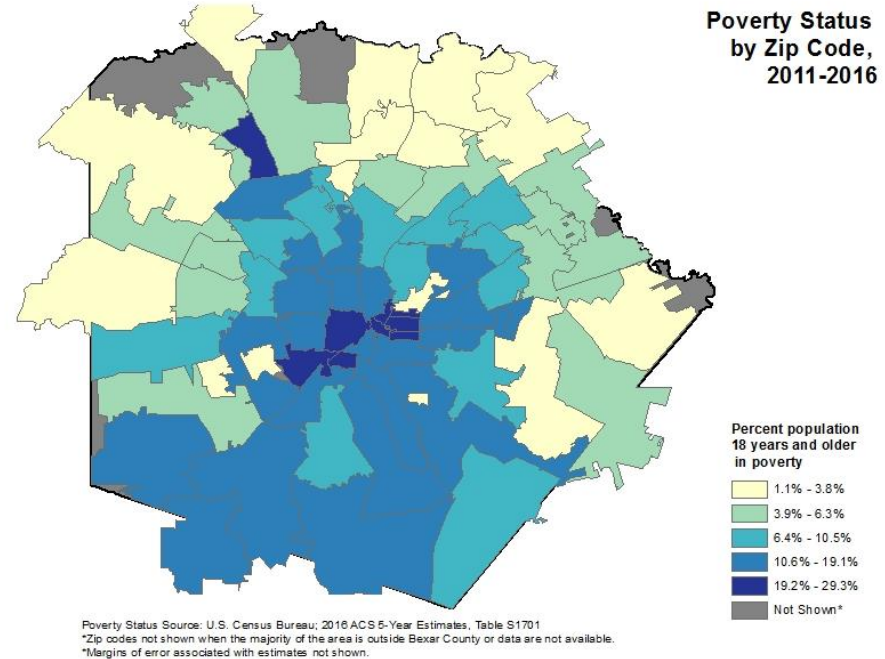 Poverty Status
by Zip Code,
2011-2016
Percent population
18 years and older
in poverty
1.1% - 3.8%
3.9% - 6.3%
6.4% - 10.5%
10.6% - 19.1%
19.2% - 29.3%
Not Shown*
Poverty Status Source: U.S. Census Bureau; 2016 ACS 5-Year Estimates, Table S1701
*Zip codes not shown when the majority of the area is outside Bexar County or data are not available.
*Margins of error associated with estimates not shown.